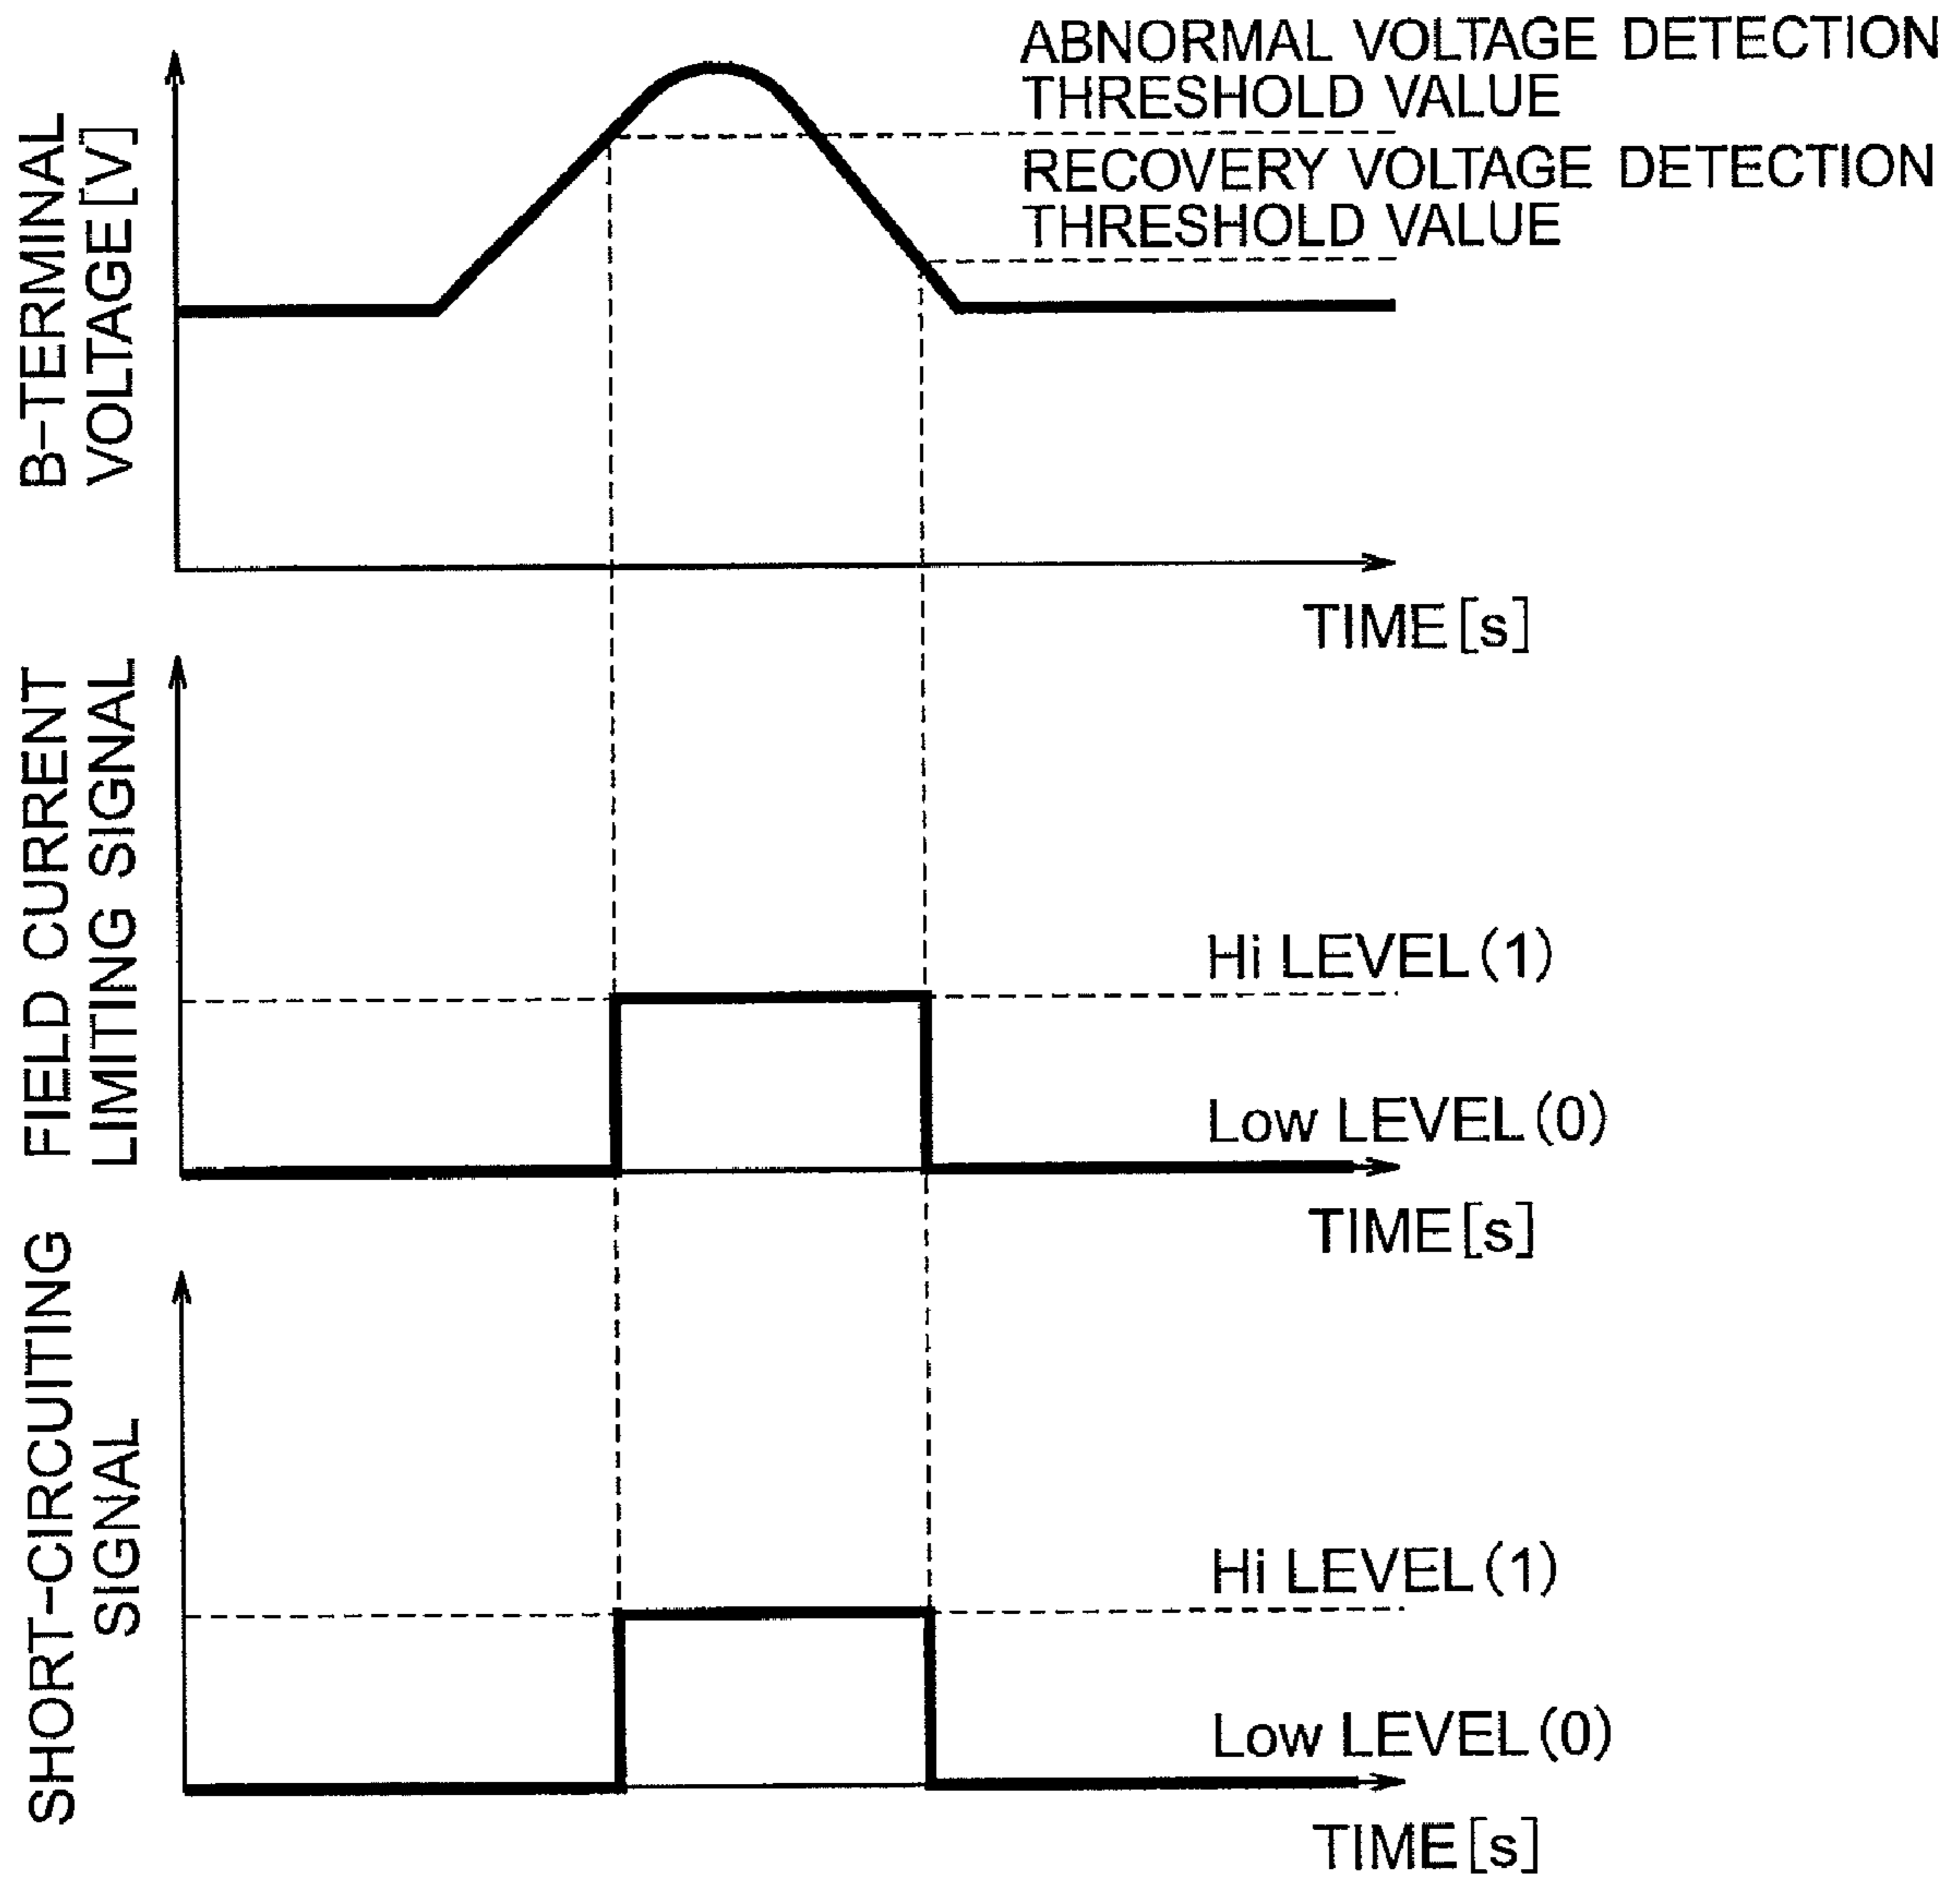 ABNORMAL VOLTAGE DETECTION
THRESHOLD VALUE
RECOVERY VOLTAGE DETECTION
THRESHOLD VALUE
B-TERMINAL
VOLTAGE[V]
TIME[s]
FIELD CURRENT
LIMITING SIGNAL
Hi LEVEL(1)
Low LEVEL(0)
TIME[s]
SHORT-CIRCUITING
SIGNAL
Hi LEVEL(1)
Low LEVEL(0)
TIME[s]